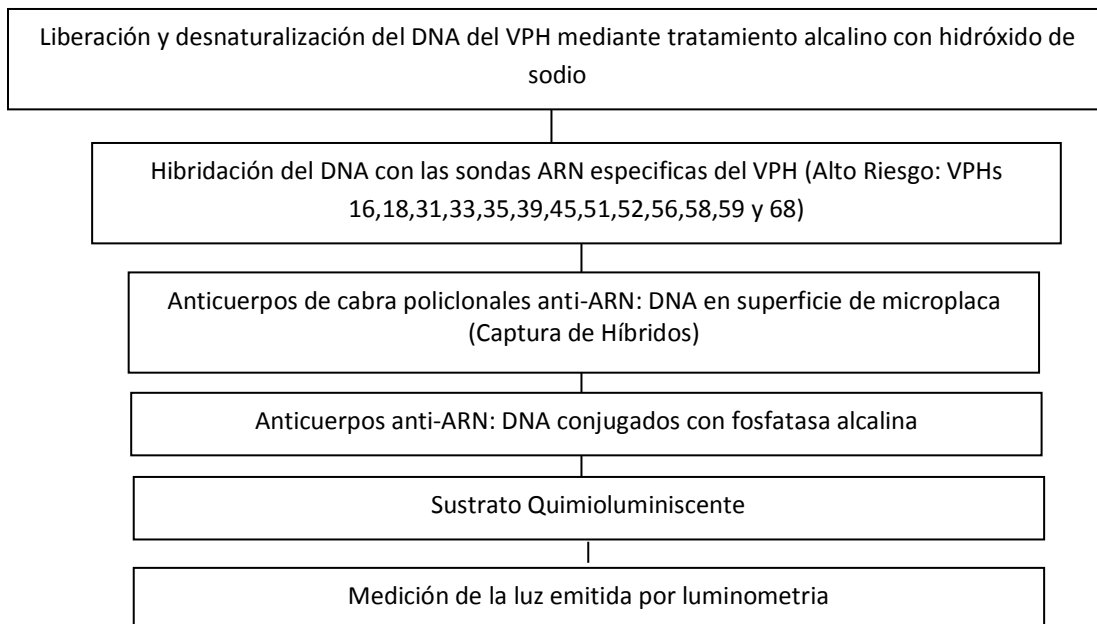 Liberación y desnaturalización del DNA del VPH mediante tratamiento alcalino con hidróxido de
sodio
Hibridación del DNA con las sondas ARN especificas del VPH (Alto Riesgo: VPHs
16,18,31,33,35,39,45,51,52,56,58,59 y 68)
Anticuerpos de cabra policlonales anti-ARN: DNA en superficie de microplaca
(Captura de Híbridos)
Anticuerpos anti-ARN: DNA conjugados con fosfatasa alcalina
Sustrato Quimioluminiscente
Medición de la luz emitida por luminometria